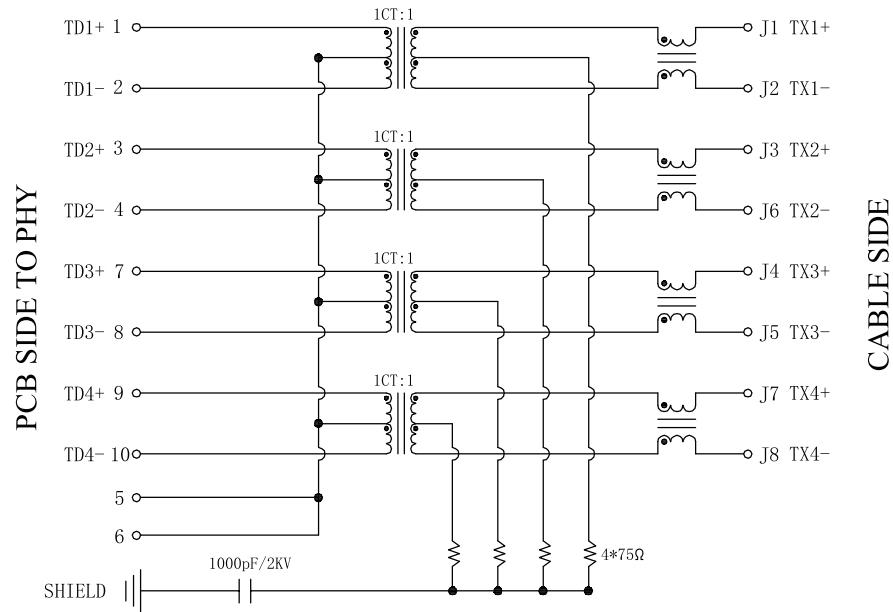 1CT:1
TD1+ 1
J1 TX1+
TD1- 2
J2 TX1-
1CT:1
TD2+ 3
J3 TX2+
TD2- 4
J6 TX2-
PCB SIDE TO PHY
CABLE SIDE
1CT:1
TD3+ 7
J4 TX3+
TD3- 8
J5 TX3-
1CT:1
TD4+ 9
J7 TX4+
TD4- 10
J8 TX4-
5
6
4*75Ω
1000pF/2KV
SHIELD